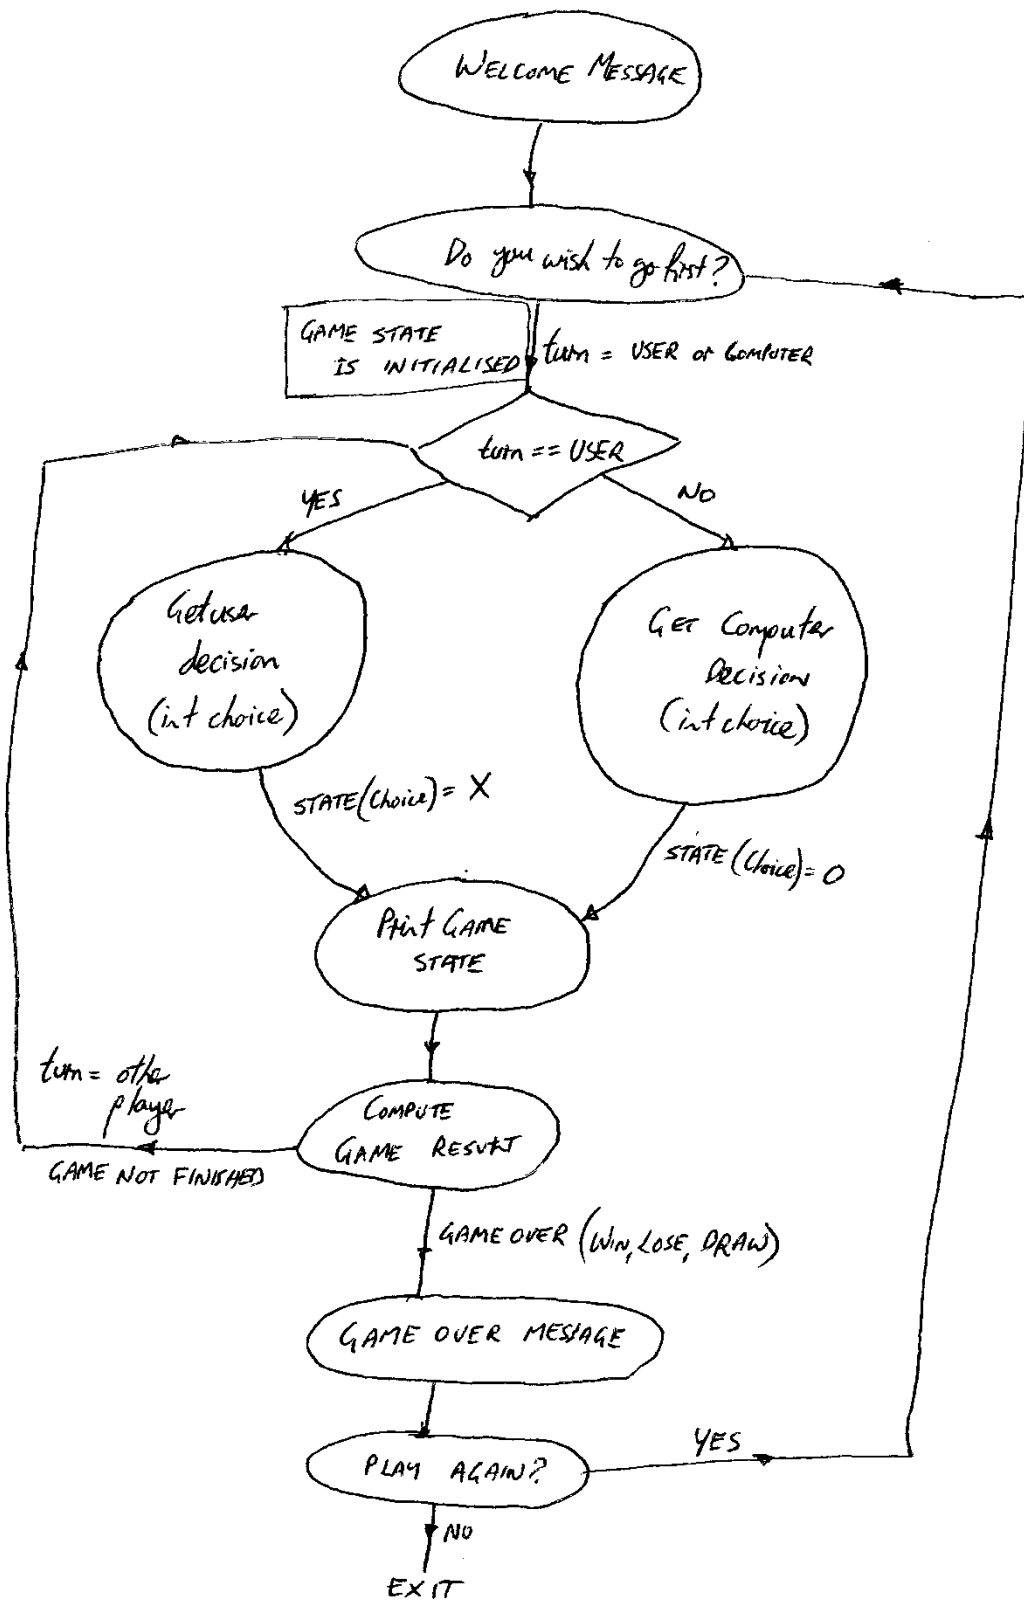 WELCOME MESSAGE
Do you wish to go first?
GAME STATE
IS INITIALISED
turn = USER or COMPUTER
turn == USER
YES
NO
Get user
decision
(int choice)
GET Computer
Decision
(int choice)
STATE(Choice) = X
STATE(Choice) = O
Print GAME
STATE
turn = other
player
GAME NOT FINISHED
COMPUTE
GAME RESULT
GAME OVER (WIN, LOSE, DRAW)
GAME OVER MESSAGE
PLAY AGAIN?
YES
NO
EXIT